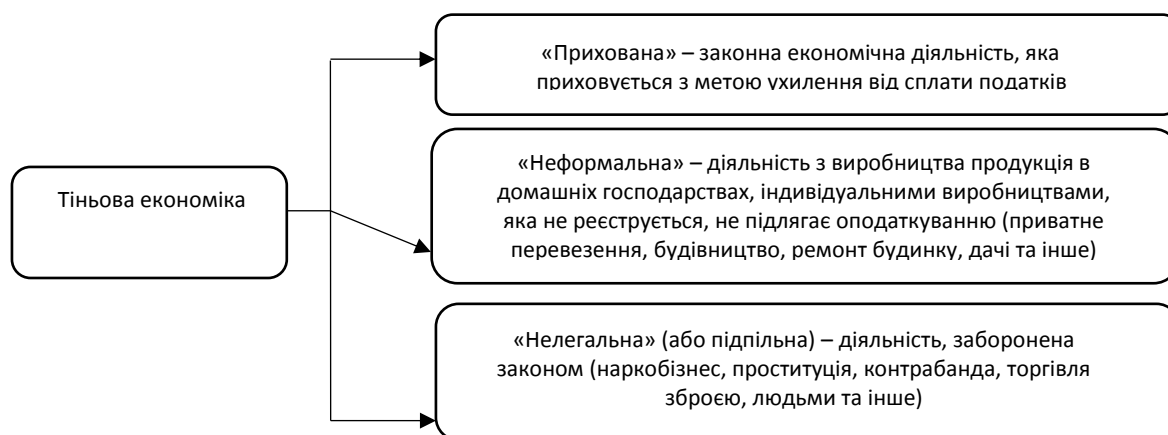 «Прихована» – законна економічна діяльність, яка
приховується з метою ухилення від сплати податків
Тіньова економіка
«Неформальна» – діяльність з виробництва продукція в
домашніх господарствах, індивідуальними виробництвами,
яка не реєструється, не підлягає оподаткуванню (приватне
перевезення, будівництво, ремонт будинку, дачі та інше)
«Нелегальна» (або підпільна) – діяльність, заборонена
законом (наркобізнес, проституція, контрабанда, торгівля
зброєю, людьми та інше)